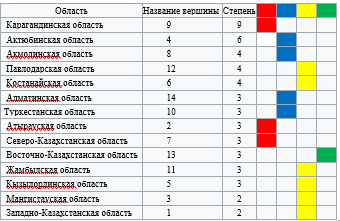 Область Название вершины Степень
Карагандинская область 9 9
Актюбинская область 4 6
Акмолинская область 8 4
Павлодарская область 12 4
Костанайская область 6 4
Алматинская область 14 3
Туркестанская область 10 3
Атырауская область 2 3
Северо-Казахстанская область 7 3
Восточно-Казахстанская область 13 3
Жамбылская область 11 3
Кызылординская область 5 3
Мангистауская область 3 2
Западно-Казахстанская область 1 2